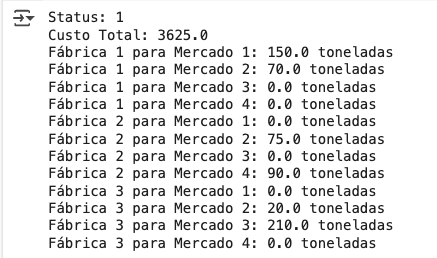 Status: 1
Custo Total: 3625.0
Fábrica 1 para Mercado 1: 150.0 toneladas
Fábrica 1 para Mercado 2: 70.0 toneladas
Fábrica 1 para Mercado 3: 0.0 toneladas
Fábrica 1 para Mercado 4: 0.0 toneladas
Fábrica 2 para Mercado 1: 0.0 toneladas
Fábrica 2 para Mercado 2: 75.0 toneladas
Fábrica 2 para Mercado 3: 0.0 toneladas
Fábrica 2 para Mercado 4: 90.0 toneladas
Fábrica 3 para Mercado 1: 0.0 toneladas
Fábrica 3 para Mercado 2: 20.0 toneladas
Fábrica 3 para Mercado 3: 210.0 toneladas
Fábrica 3 para Mercado 4: 0.0 toneladas